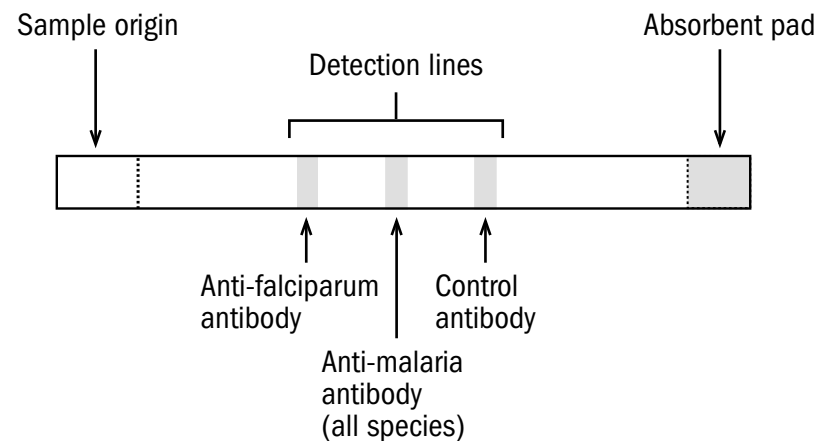 Sample origin
Absorbent pad
Detection lines
Anti-falciparum
antibody
Control
antibody
Anti-malaria
antibody
(all species)